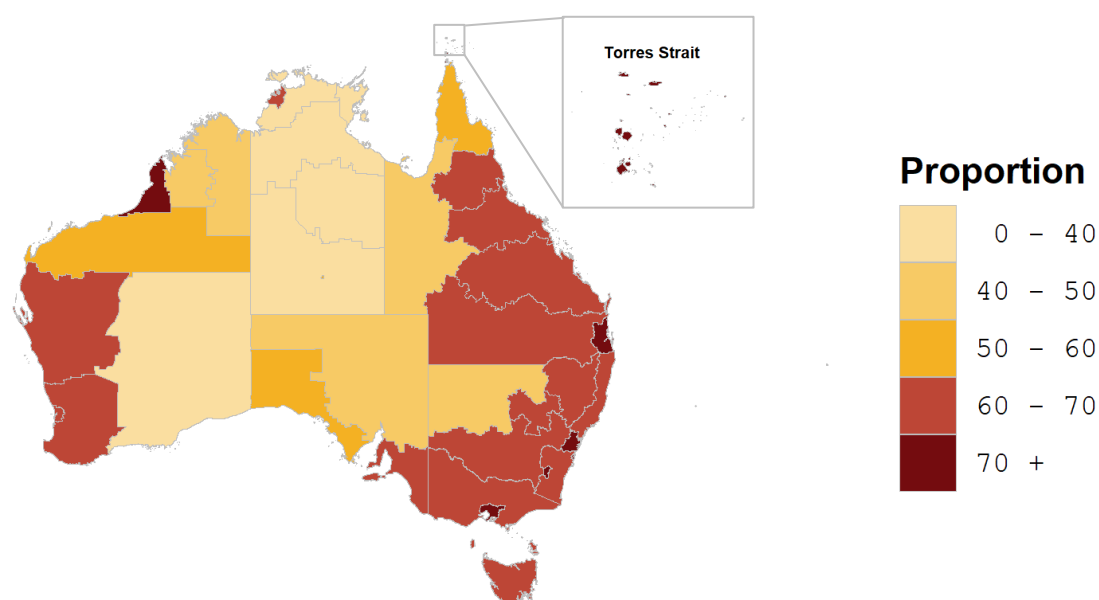 Torres Strait
Proportion
0 – 40
40 – 50
50 – 60
60 – 70
70 +